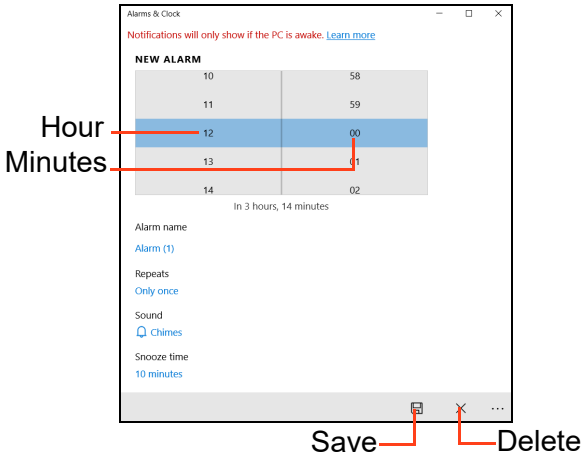 Alarms & Clock
Notifications will only show if the PC is awake. Learn more
NEW ALARM
10 58
11 59
Hour 12 00
Minutes 13 01
14 02
In 3 hours, 14 minutes
Alarm name
Alarm (1)
Repeats
Only once
Sound
Chimes
Snooze time
10 minutes
...
Save Delete